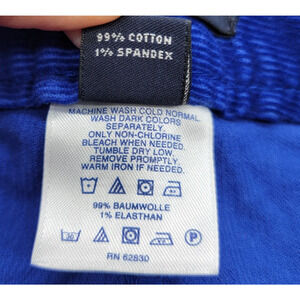 99% COTTON
1% SPANDEX
MACHINE WASH COLD NORMAL
WASH DARK COLORS
SEPARATELY.
ONLY NON-CHLORINE
BLEACH WHEN NEEDED.
TUMBLE DRY LOW.
REMOVE PROMPTLY.
WARM IRON IF NEEDED.
99% BAUMWOLLE
1% ELASTHAN
RN 62830